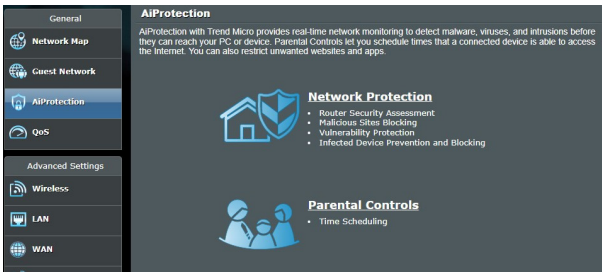 General
Network Map
Guest Network
AiProtection
QoS
Advanced Settings
Wireless
LAN
WAN
AiProtection
AiProtection with Trend Micro provides real-time network monitoring to detect malware, viruses, and intrusions before
they can reach your PC or device. Parental Controls let you schedule times that a connected device is able to access
the Internet. You can also restrict unwanted websites and apps.
Network Protection
• Router Security Assessment
• Malicious Sites Blocking
• Vulnerability Protection
• Infected Device Prevention and Blocking
Parental Controls
• Time Scheduling